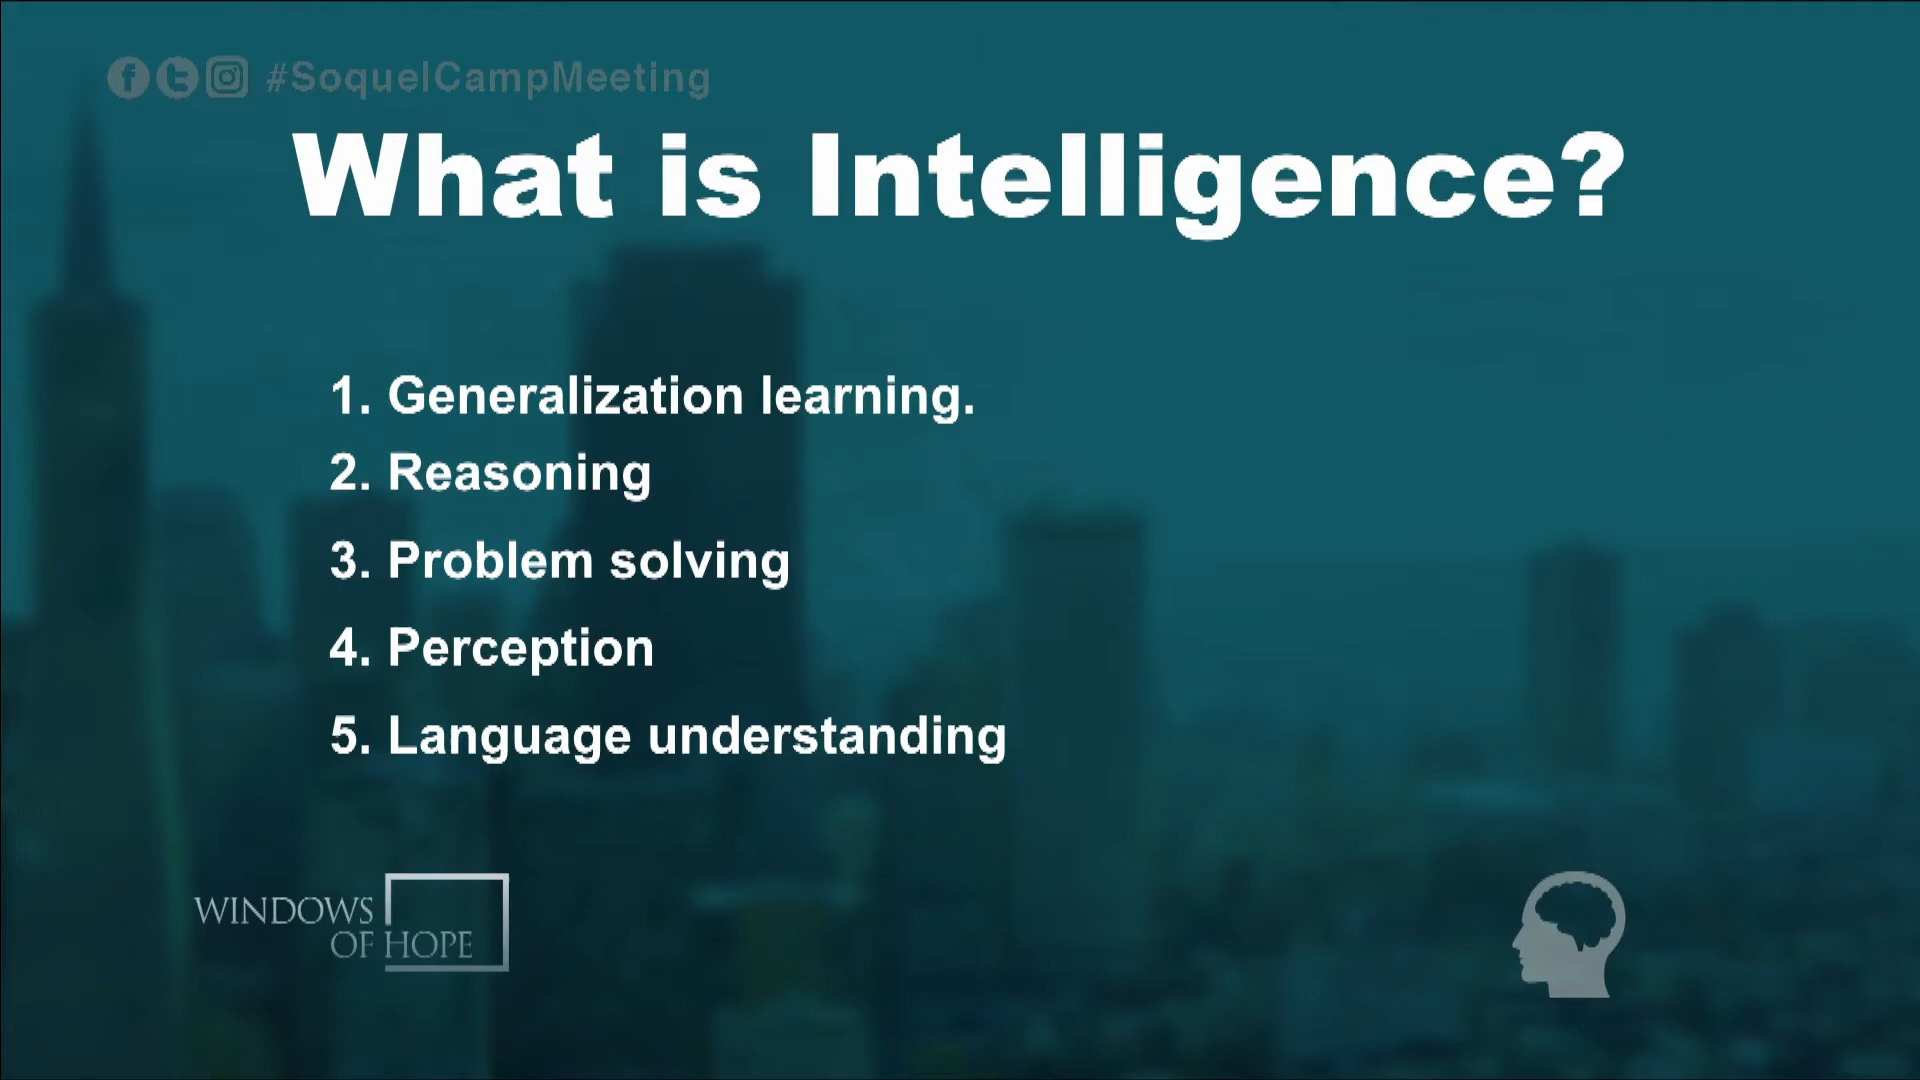 #SoquelCampMeeting
What is Intelligence?
1. Generalization learning.
2. Reasoning
3. Problem solving
4. Perception
5. Language understanding
WINDOWS
OF HOPE